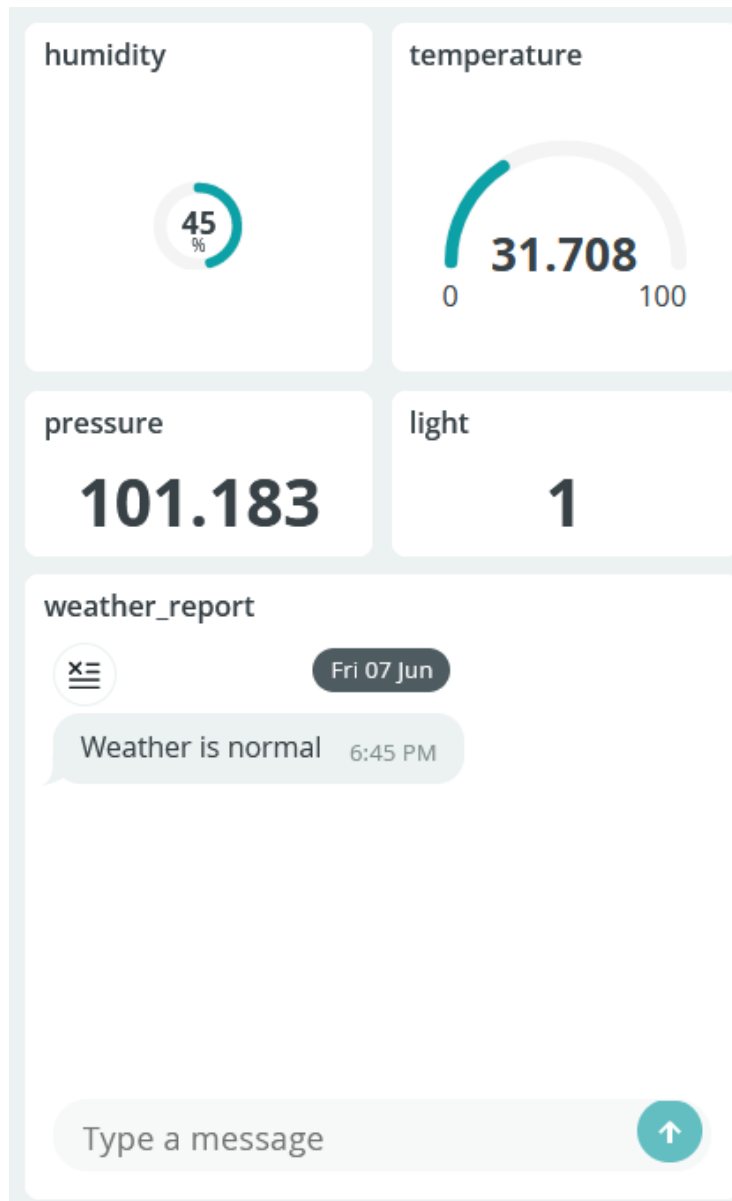 humidity
45
%
temperature
31.708
0 100
pressure
101.183
light
1
weather_report
Fri 07 Jun
Weather is normal 6:45 PM
Type a message